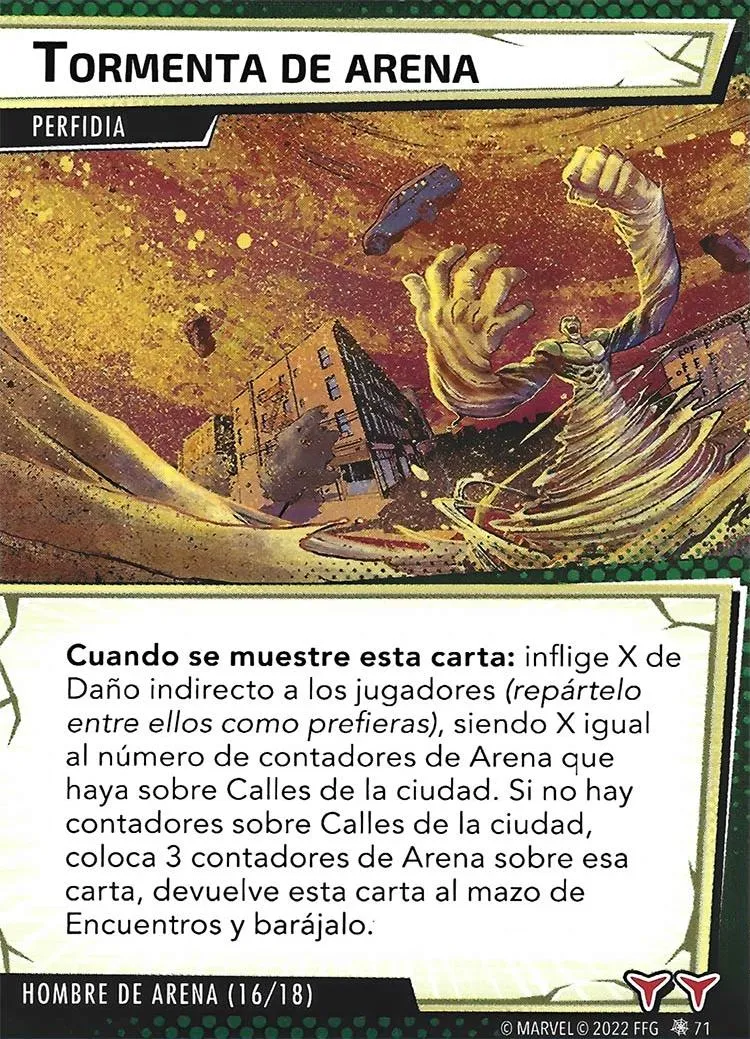 TORMENTA DE ARENA
PERFIDIA
Cuando se muestre esta carta: inflige X de
Daño indirecto a los jugadores (repártelo
entre ellos como prefieras), siendo X igual
al número de contadores de Arena que
haya sobre Calles de la ciudad. Si no hay
contadores sobre Calles de la ciudad,
coloca 3 contadores de Arena sobre esa
carta, devuelve esta carta al mazo de
Encuentros y barájalo.
HOMBRE DE ARENA (16/18)
© MARVEL © 2022 FFG 71